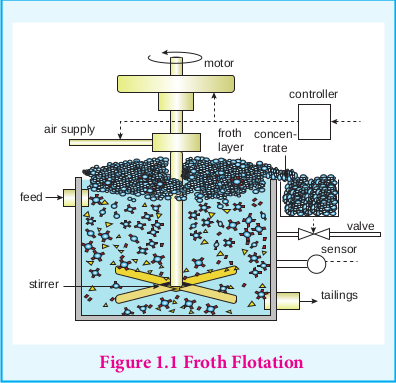 motor
controller
air supply
froth
layer
concen-
trate
feed
valve
sensor
stirrer
tailings
Figure 1.1 Froth Flotation